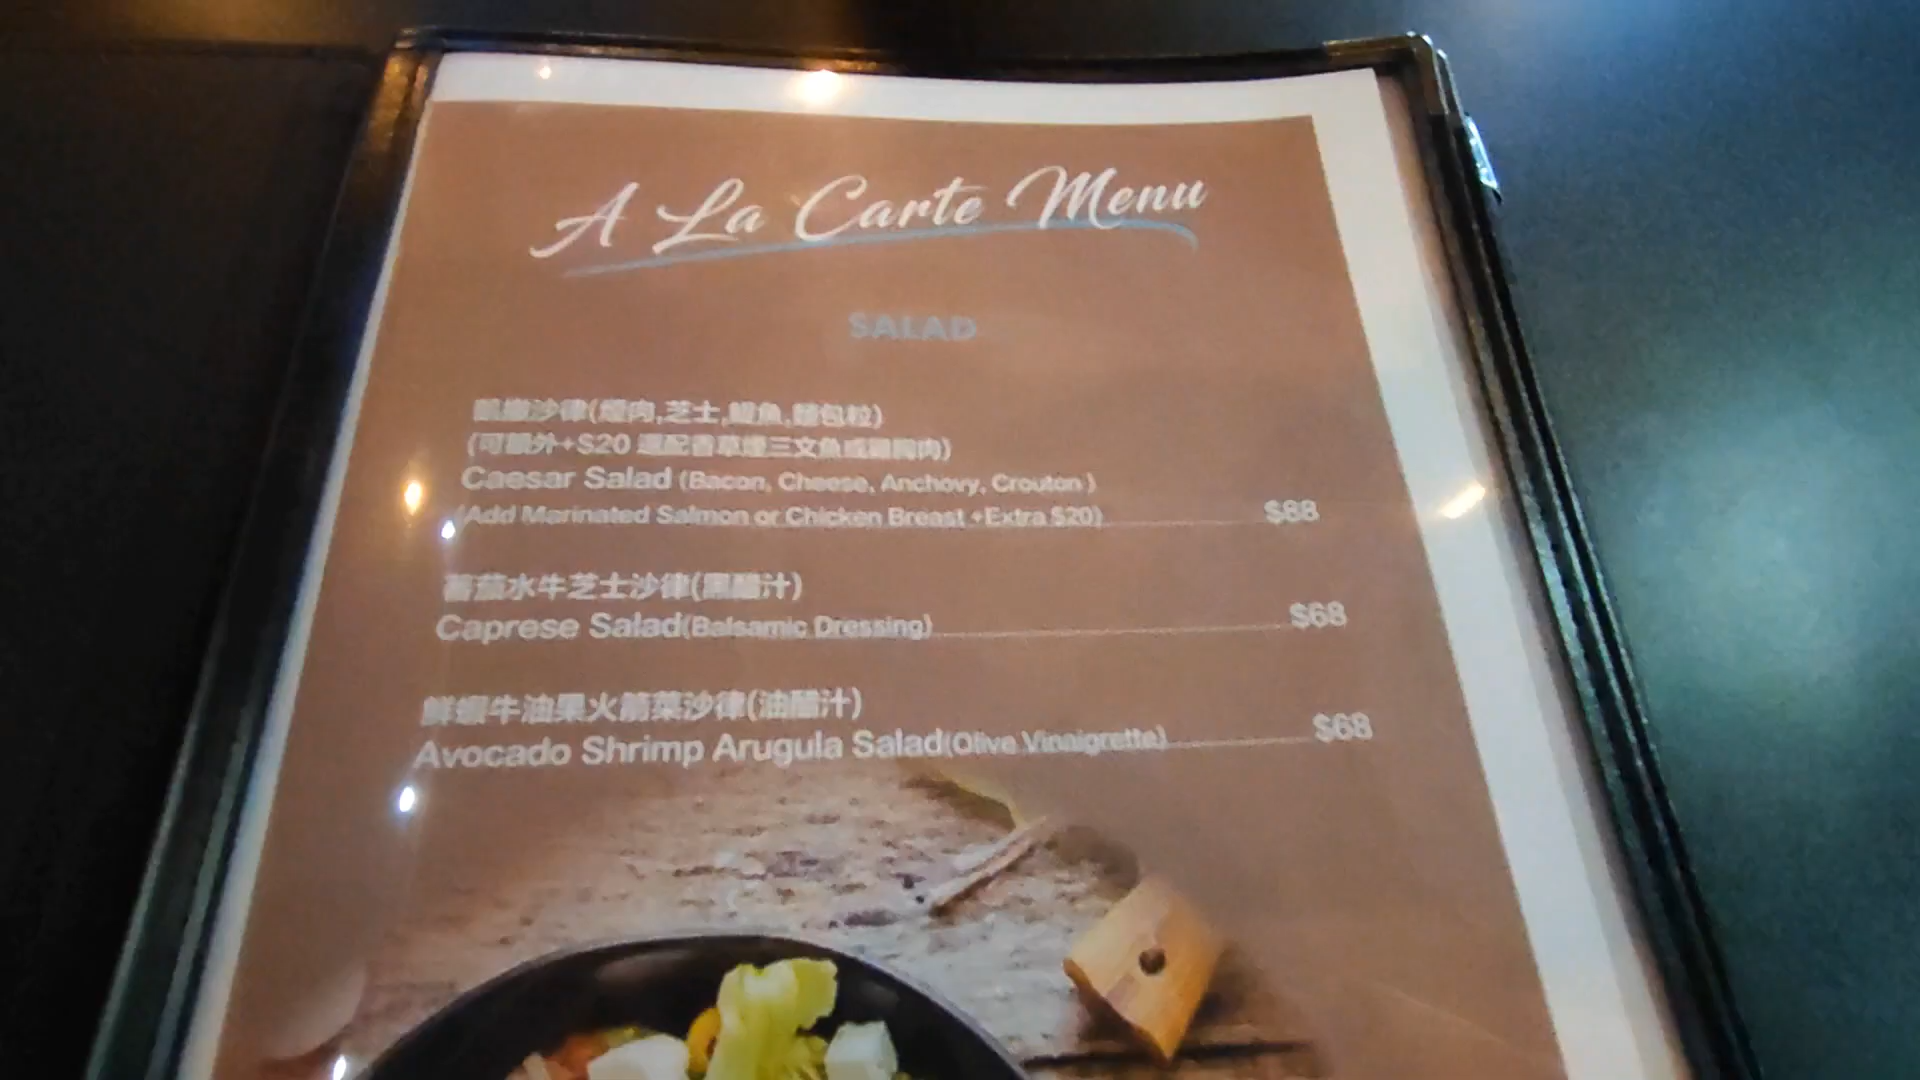 A La Carte Menu
SALAD
凱撒沙律(煙肉,芝士,鯷魚,麵包粒)
(可額外+$20 選配香草煙三文魚或雞胸肉)
Caesar Salad (Bacon, Cheese, Anchovy, Crouton )
(Add Marinated Salmon or Chicken Breast +Extra $20) $88
蕃茄水牛芝士沙律(黑醋汁)
Caprese Salad(Balsamic Dressing) $68
鮮蝦牛油果火箭菜沙律(油醋汁)
Avocado Shrimp Arugula Salad(Olive Vinaigrette) $68